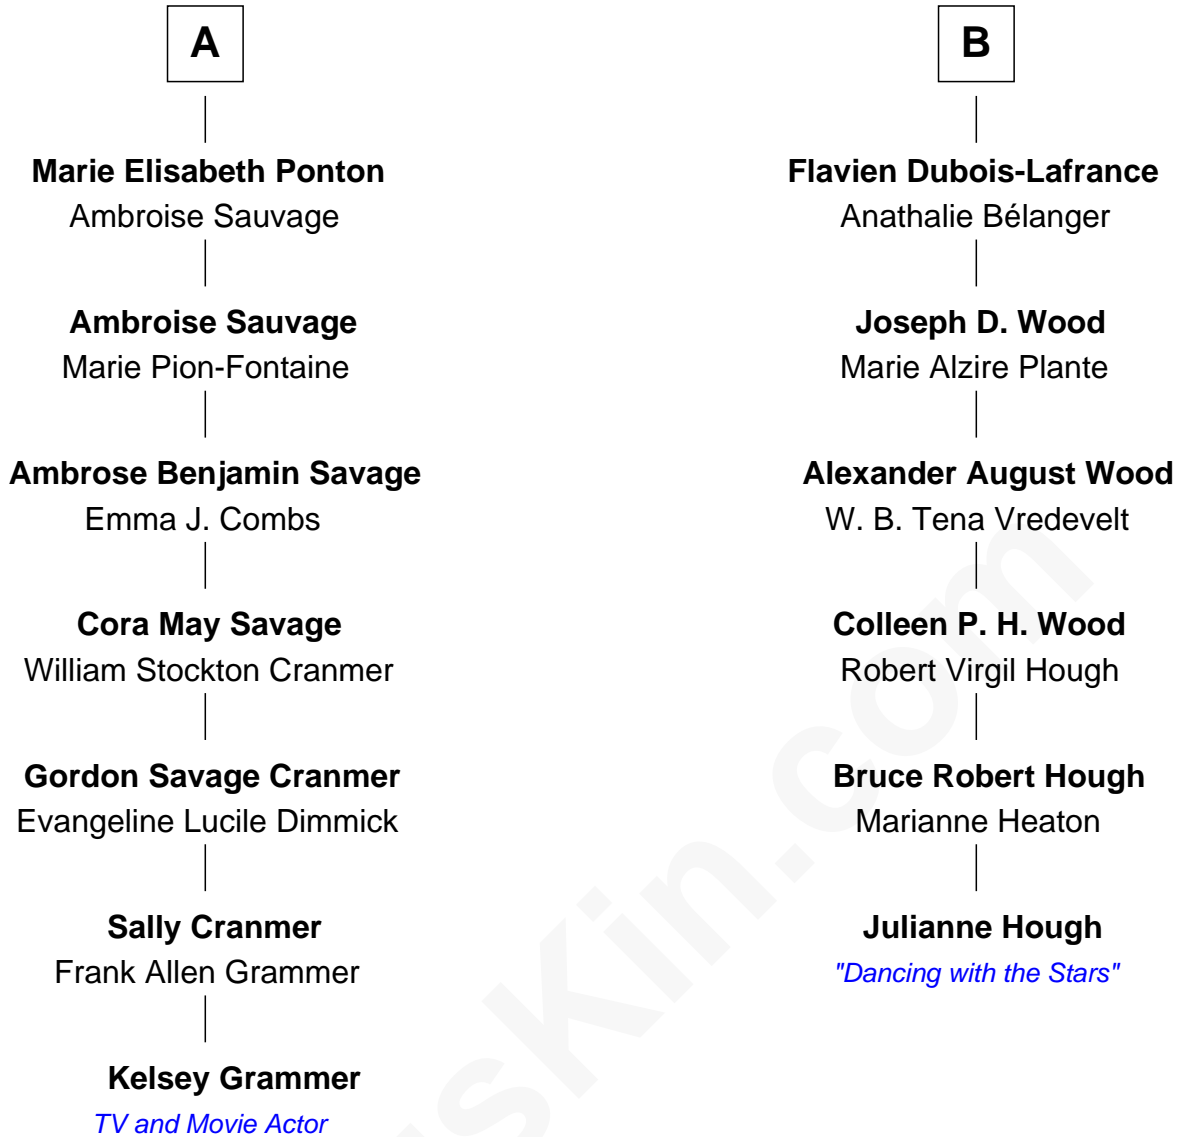 A
Marie Elisabeth Ponton
Ambroise Sauvage
Ambroise Sauvage
Marie Pion-Fontaine
Ambrose Benjamin Savage
Emma J. Combs
Cora May Savage
William Stockton Cranmer
Gordon Savage Cranmer
Evangeline Lucile Dimmick
Sally Cranmer
Frank Allen Grammer
Kelsey Grammer
TV and Movie Actor
B
Flavien Dubois-Lafrance
Anathalie Bélanger
Joseph D. Wood
Marie Alzire Plante
Alexander August Wood
W. B. Tena Vredevelt
Colleen P. H. Wood
Robert Virgil Hough
Bruce Robert Hough
Marianne Heaton
Julianne Hough
"Dancing with the Stars"